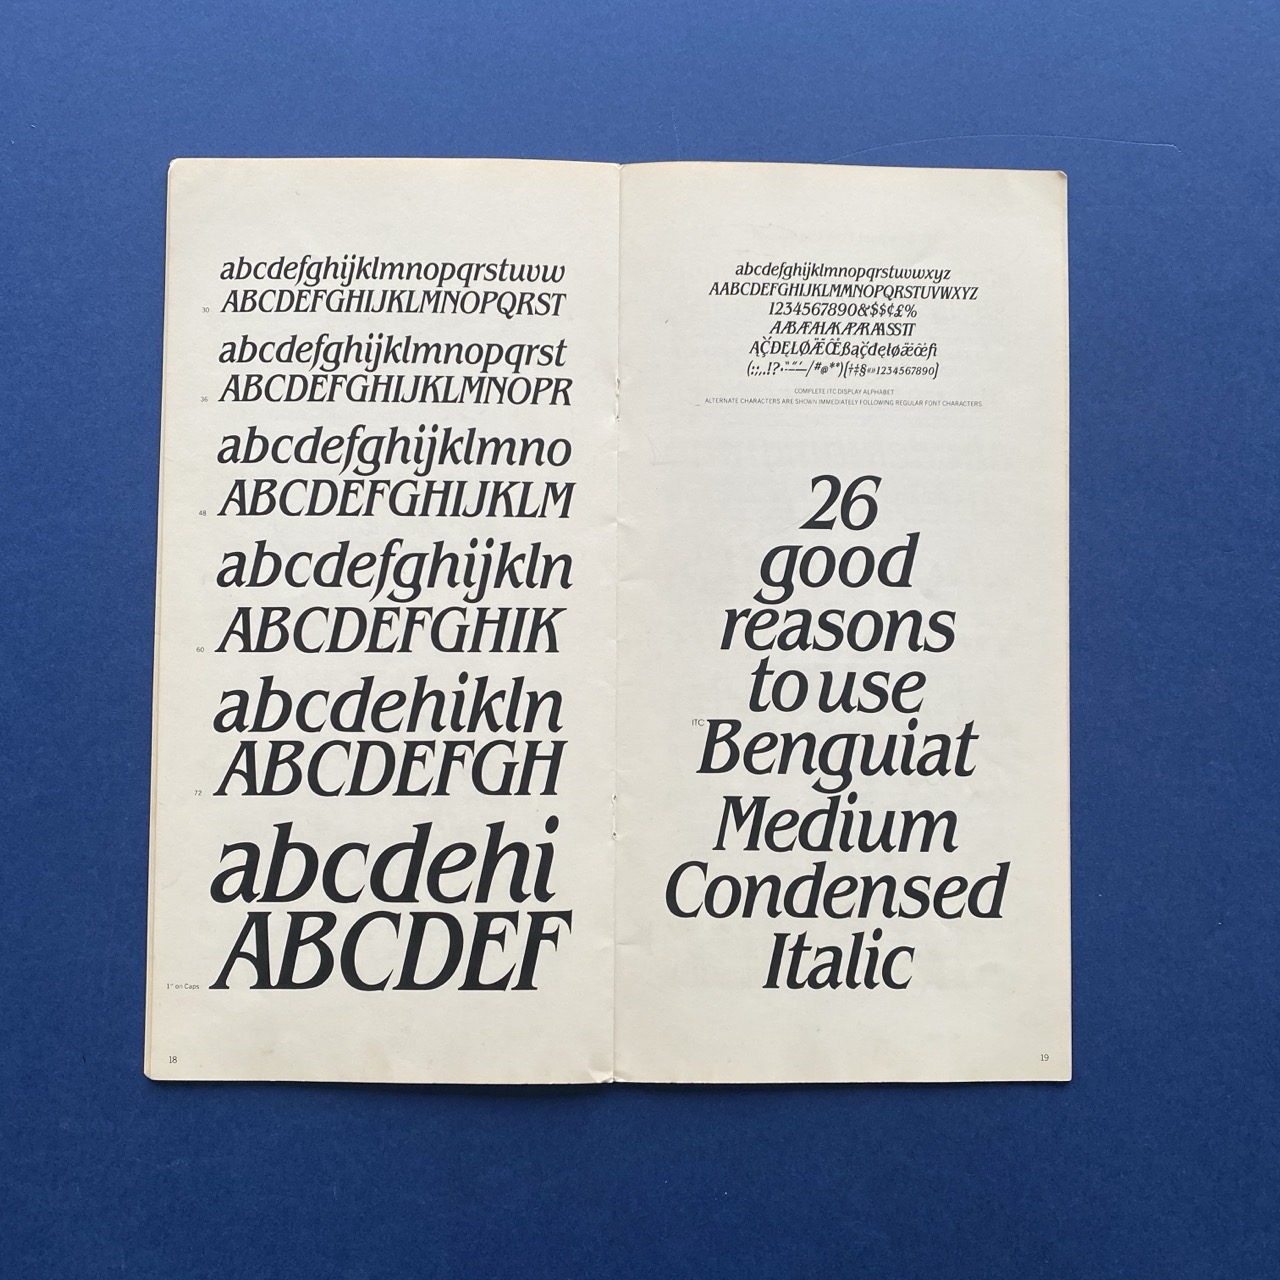 abcdefghijklmnopqrstuvw
ABCDEFGHIJKLMNOPQRST
30
abcdefghijklmnopqrst
ABCDEFGHIJKLMNOPR
36
abcdefghijklmno
ABCDEFGHIJKLM
48
abcdefghijkln
ABCDEFGHIK
60
abcdehikln
ABCDEFGH
72
abcdehi
ABCDEF
1" on Caps
18
abcdefghijklmnopqrstuvwxyz
AABCDEFGHIJKLMMNOPQRSTUVWXYZ
1234567890&$$¢£%
COMPLETE ITC DISPLAY ALPHABET
ALTERNATE CHARACTERS ARE SHOWN IMMEDIATELY FOLLOWING REGULAR FONT CHARACTERS.
26
good
reasons
to use
ITC Benguiat
Medium
Condensed
Italic
19